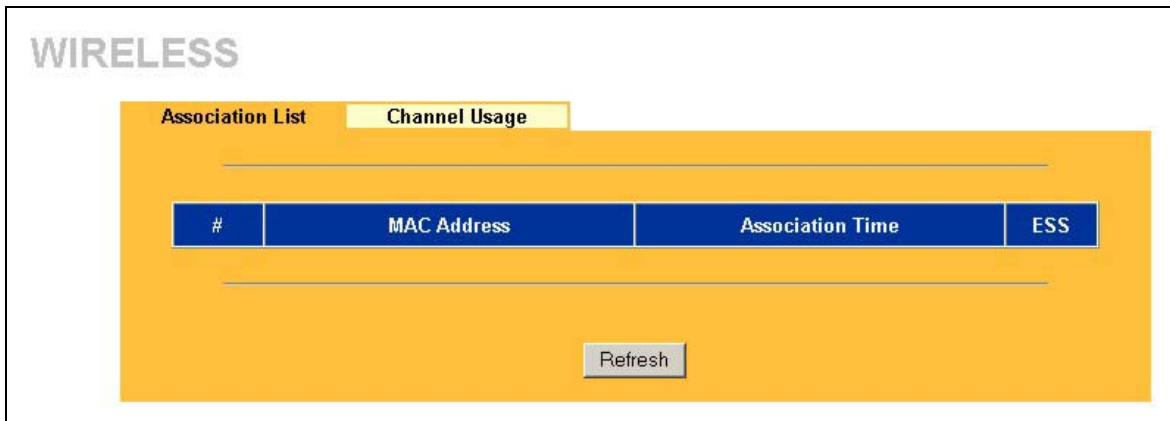 WIRELESS
Association List Channel Usage
# MAC Address Association Time ESS
Refresh